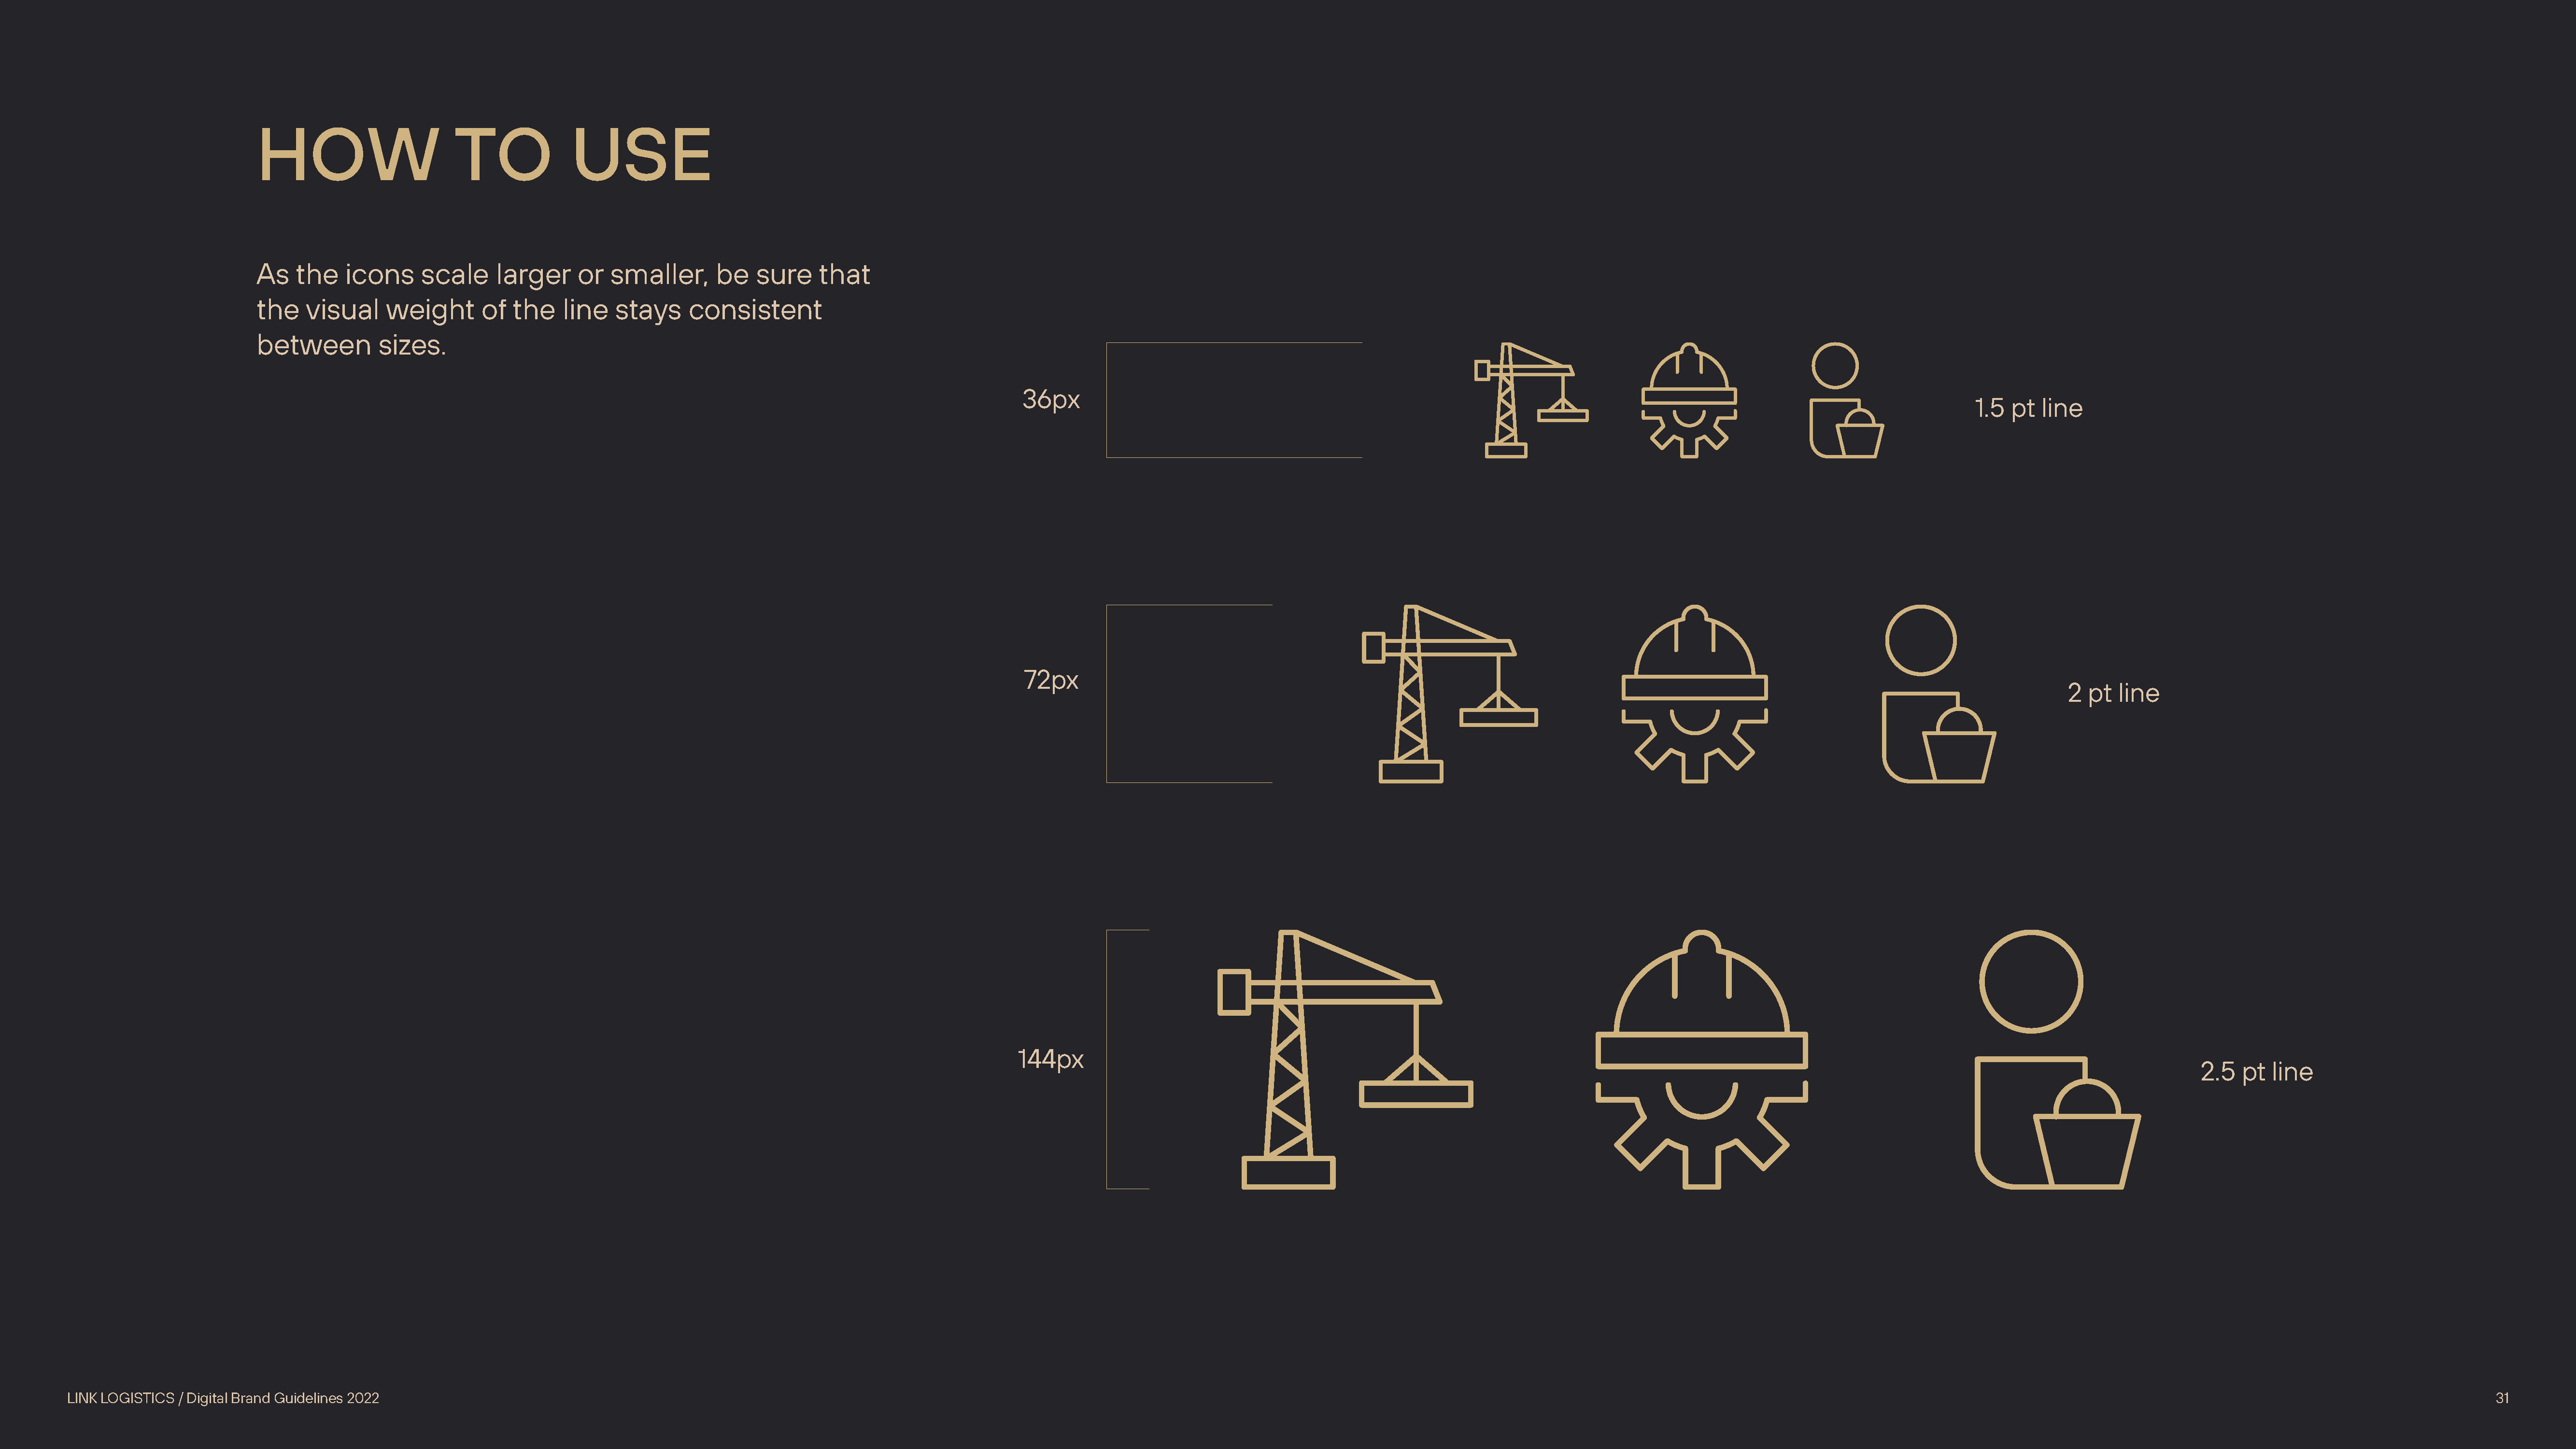 HOW TO USE
As the icons scale larger or smaller, be sure that
the visual weight of the line stays consistent
between sizes.
36px
1.5 pt line
72px
2 pt line
144px
2.5 pt line
LINK LOGISTICS / Digital Brand Guidelines 2022
31